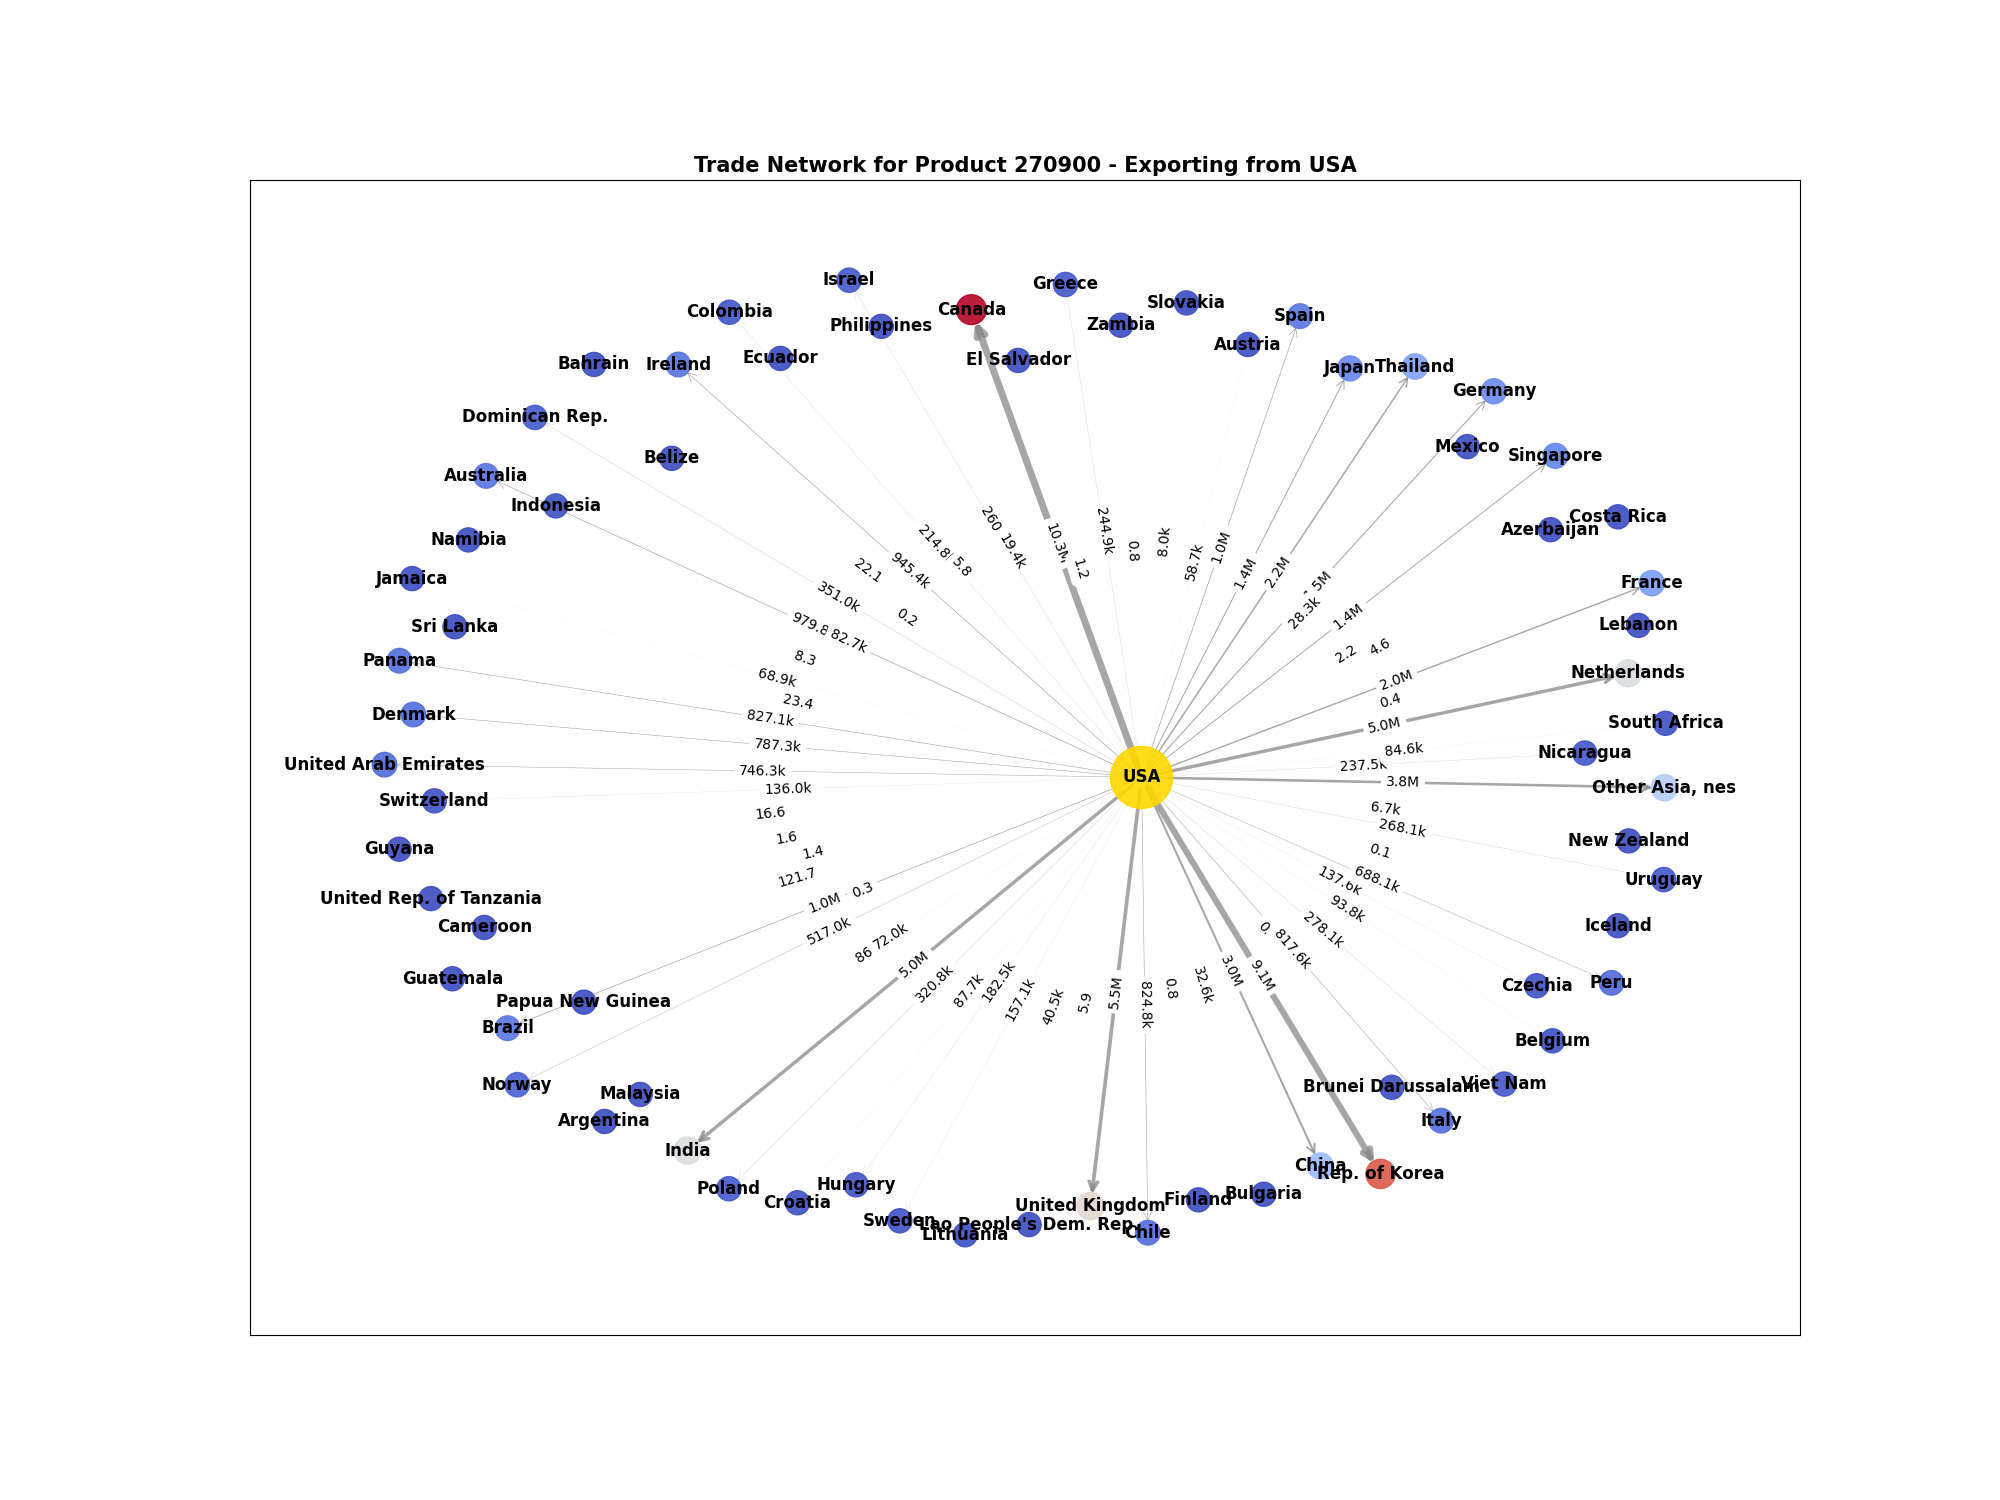 Trade Network for Product 270900 - Exporting from USA
Israel
Greece
Slovakia
Colombia
Canada
Spain
Philippines
Zambia
Austria
Bahrain
Ireland
Ecuador
El Salvador
Japan
Thailand
Germany
Dominican Rep.
Mexico
Belize
Singapore
Australia
Indonesia
Costa Rica
Azerbaijan
Namibia
Jamaica
France
Sri Lanka
Lebanon
Panama
Netherlands
Denmark
South Africa
Nicaragua
United Arab Emirates
USA
Other Asia, nes
Switzerland
Guyana
New Zealand
Uruguay
United Rep. of Tanzania
Cameroon
Iceland
Guatemala
Czechia
Peru
Papua New Guinea
Brazil
Belgium
Norway
Malaysia
Brunei Darussalam
Viet Nam
Argentina
Italy
India
China
Rep. of Korea
Poland
Croatia
Hungary
Finland
Bulgaria
United Kingdom
Sweden
Lao People's Dem. Rep.
Lithuania
Chile
260
19.4k
10.3M
1.2
244.9k
0.8
8.0k
58.7k
1.0M
1.4M
2.2M
5M
28.3k
1.4M
2.2
4.6
2.0M
0.4
5.0M
84.6k
237.5k
3.8M
6.7k
268.1k
0.1
688.1k
137.6k
93.8k
278.1k
817.6k
9.1M
3.0M
32.6k
0.8
824.8k
5.5M
5.9
40.5k
157.1k
182.5k
87.7k
320.8k
5.0M
72.0k
86
517.0k
1.0M
0.3
121.7
1.4
1.6
16.6
136.0k
746.3k
787.3k
827.1k
23.4
68.9k
8.3
979.8
82.7k
351.0k
0.2
22.1
945.4k
214.8
5.8